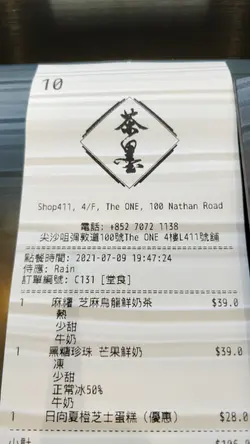 10
茶墨
Shop411, 4/F, The ONE, 100 Nathan Road
電話: +852 7072 1138
尖沙咀彌敦道100號The ONE 4樓L411號舖
點餐時間: 2021-07-09 19:47:24
侍應: Rain
訂單編號: C131 [堂食]
1 麻糬 芝麻烏龍鮮奶茶 $39.0
熱
少甜
牛奶
1 黑糖珍珠 芒果鮮奶 $39.0
凍
少甜
正常冰50%
牛奶
1 日向夏橙芝士蛋糕（優惠） $28.0